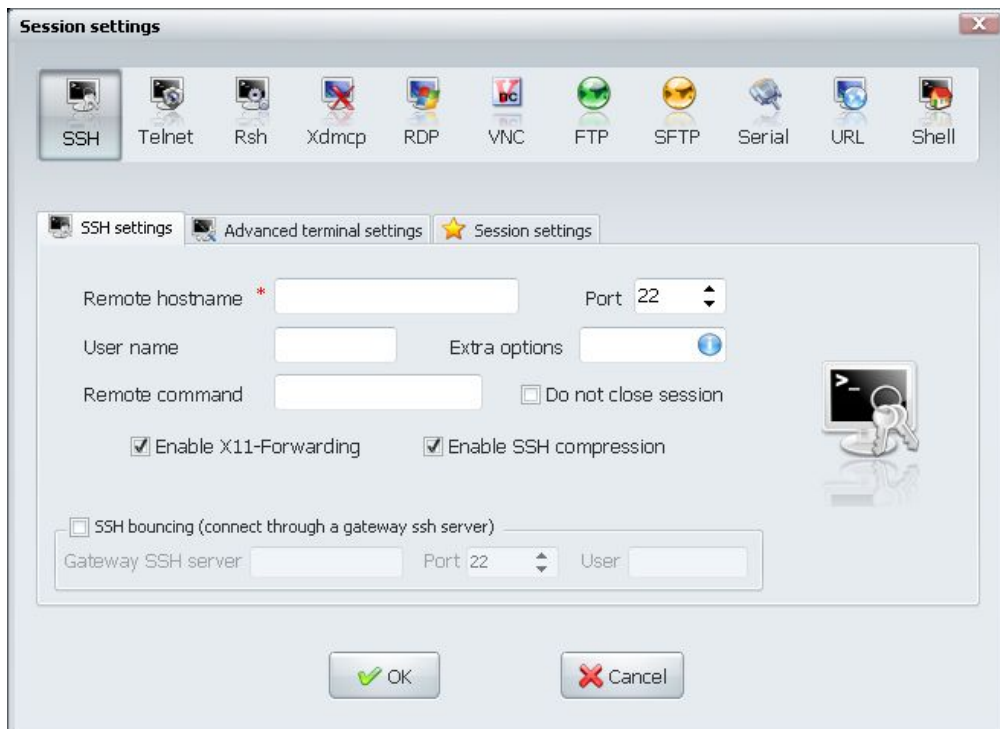 Session settings
SSH Telnet Rsh Xdmcp RDP VNC FTP SFTP Serial URL Shell
SSH settings Advanced terminal settings Session settings
Remote hostname * Port 22
User name Extra options
Remote command Do not close session
Enable X11-Forwarding Enable SSH compression
SSH bouncing (connect through a gateway ssh server)
Gateway SSH server Port 22 User
OK Cancel